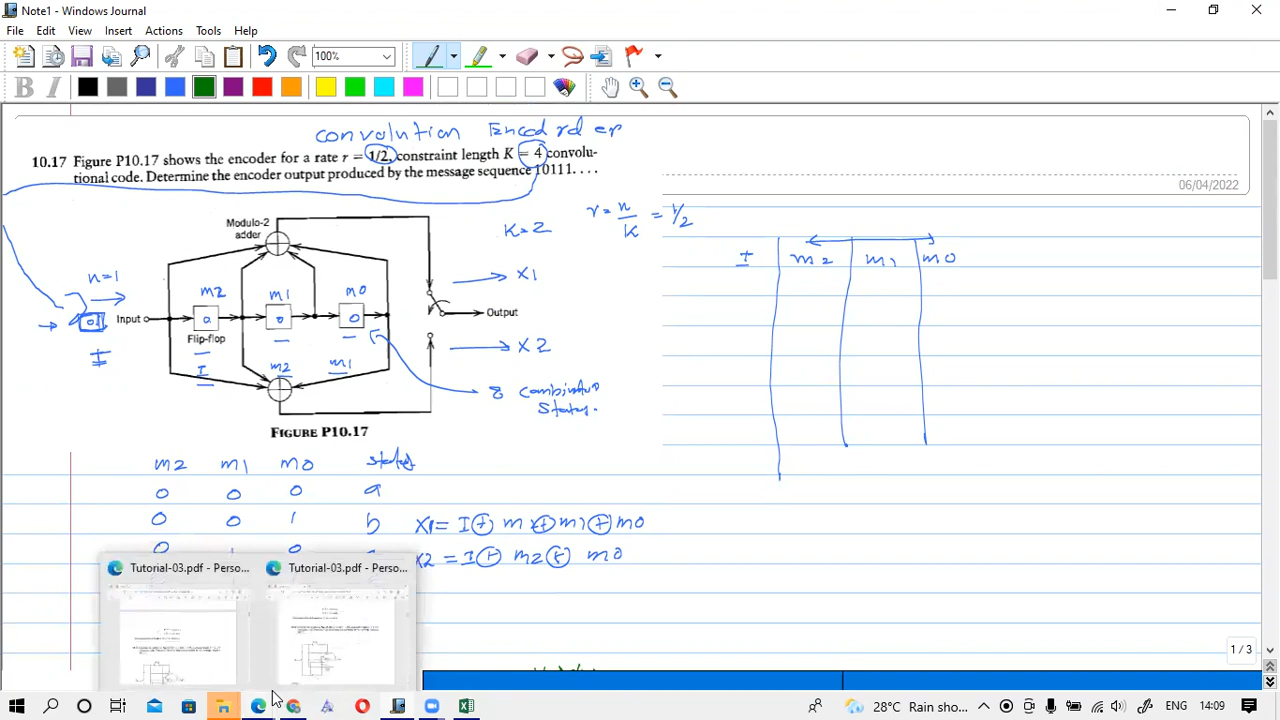 Note1 - Windows Journal
File Edit View Insert Actions Tools Help
100%
B I
convolution Encoder
10.17 Figure P10.17 shows the encoder for a rate r = 1/2, constraint length K = 4 convolu-
tional code. Determine the encoder output produced by the message sequence 10111. . . .
06/04/2022
Modulo-2
adder
K=2
r = n/K = 1/2
n=1
m2 m1 m0
X1
I m2 m1 m0
Input
0 0
Output
Flip-flop
X2
I
I m2 m1
8
States.
FIGURE P10.17
m2 m1 m0 states
0 0 0 a
0 0 1 b
X1= I + m + m1 + m0
0 1 0
X2 = I + m2 + m0
Tutorial-03.pdf - Perso...
Tutorial-03.pdf - Perso...
1 / 3
28°C Rain sho...
ENG
14:09